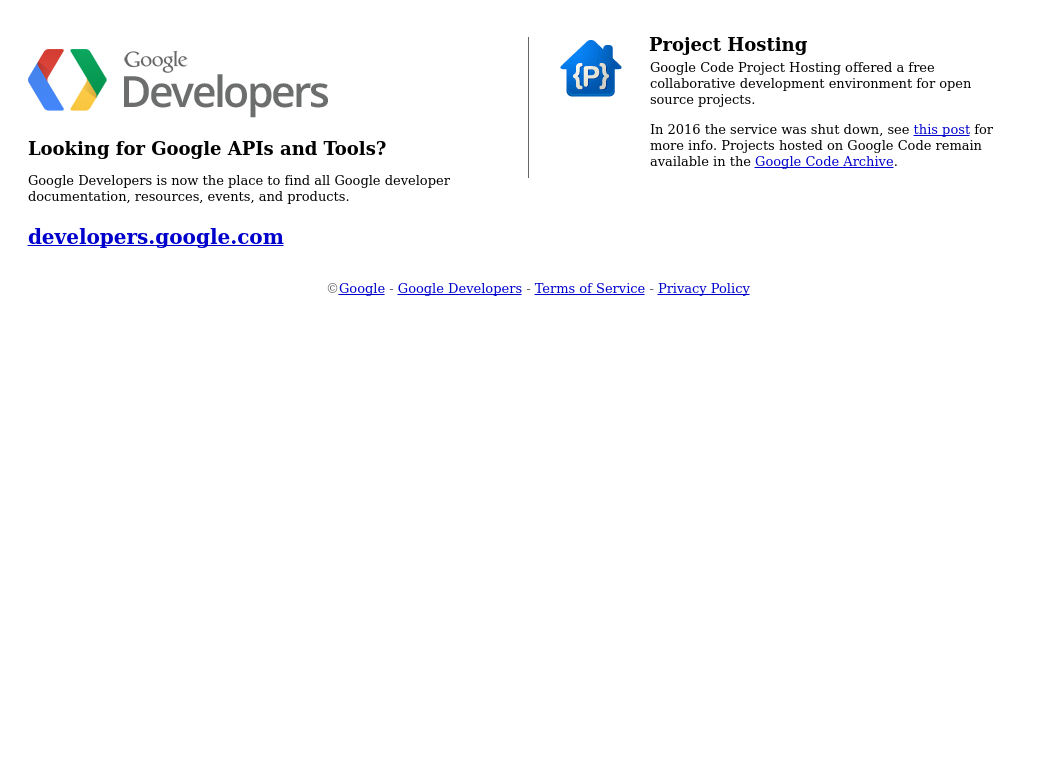 Google
Developers
Looking for Google APIs and Tools?
Google Developers is now the place to find all Google developer
documentation, resources, events, and products.
developers.google.com
{P}
Project Hosting
Google Code Project Hosting offered a free
collaborative development environment for open
source projects.
In 2016 the service was shut down, see this post for
more info. Projects hosted on Google Code remain
available in the Google Code Archive.
©Google - Google Developers - Terms of Service - Privacy Policy